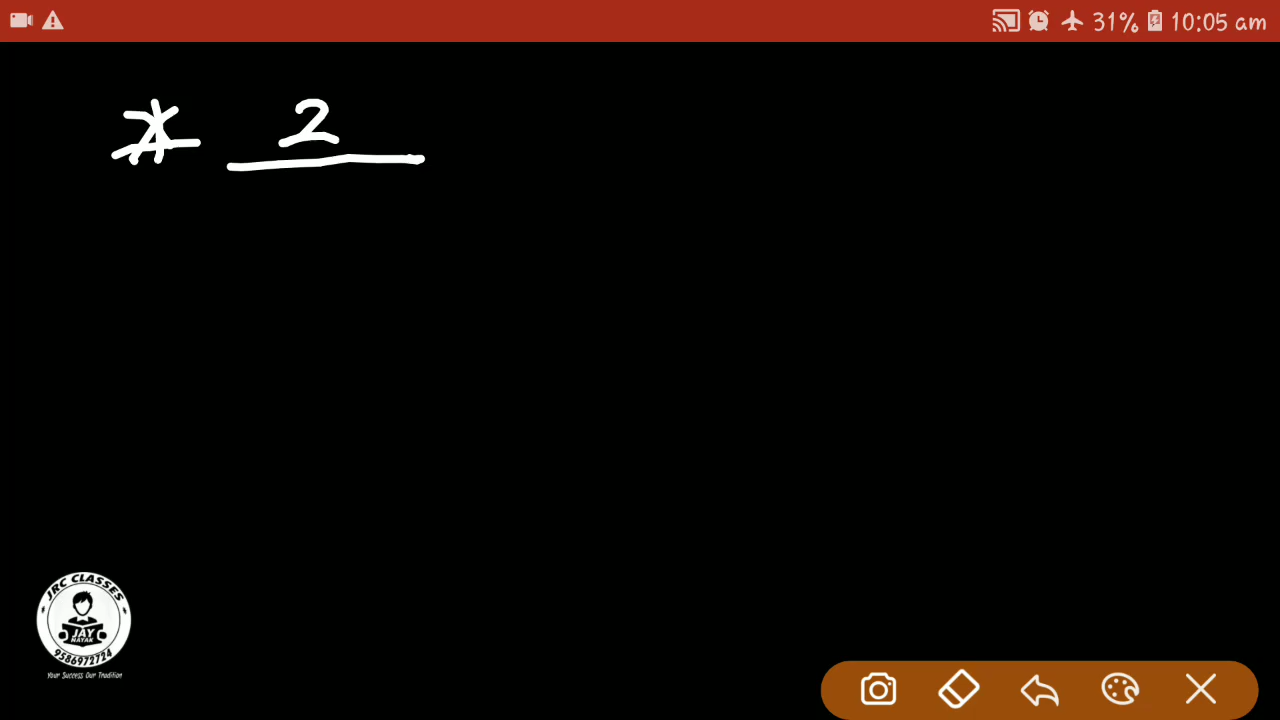 31% 10:05 am
* 2
JRC CLASSES
JAY
NAYAK
9586972724
Your Success Our Tradition